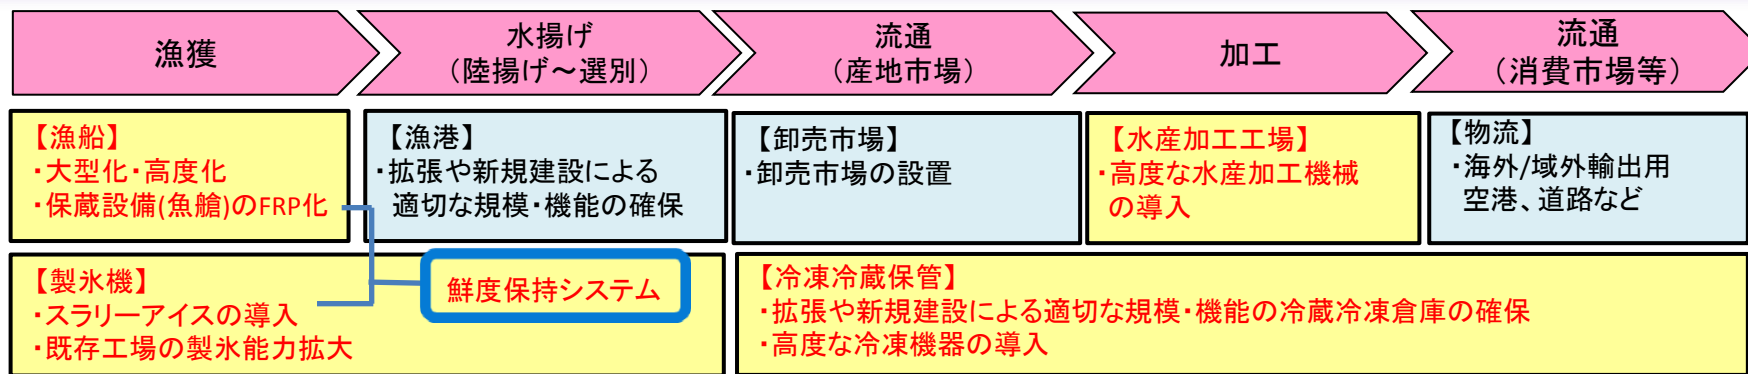 漁獲
水揚げ
（陸揚げ～選別）
流通
（産地市場）
加工
流通
（消費市場等）
【漁船】
・大型化・高度化
・保蔵設備(魚艙)のFRP化
【漁港】
・拡張や新規建設による
適切な規模・機能の確保
【卸売市場】
・卸売市場の設置
【水産加工工場】
・高度な水産加工機械
の導入
【物流】
・海外/域外輸出用
空港、道路など
【製氷機】
・スラリーアイスの導入
・既存工場の製氷能力拡大
鮮度保持システム
【冷凍冷蔵保管】
・拡張や新規建設による適切な規模・機能の冷蔵冷凍倉庫の確保
・高度な冷凍機器の導入